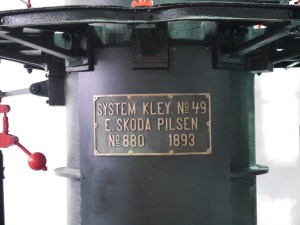 SYSTEM KLEY. No 49
E. SKODA PILSEN
No 880 1893